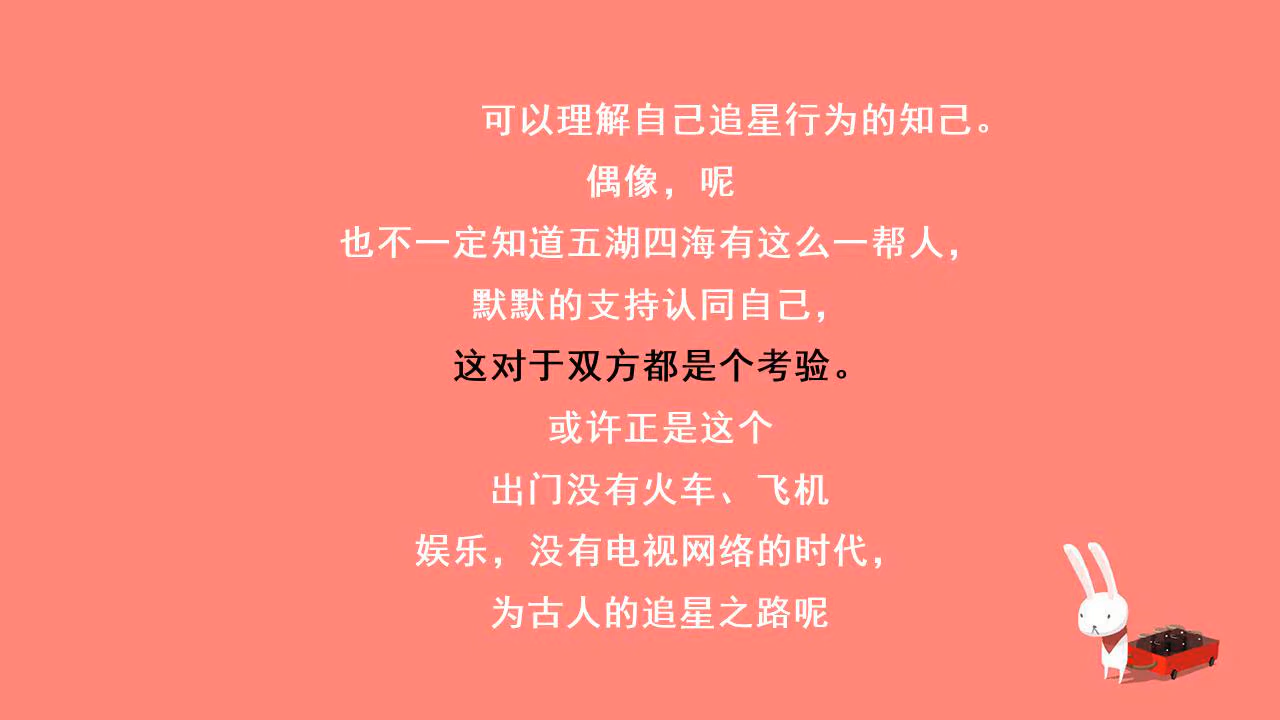 可以理解自己追星行为的知己。
偶像，呢
也不一定知道五湖四海有这么一帮人，
默默的支持认同自己，
这对于双方都是个考验。
或许正是这个
出门没有火车、飞机
娱乐，没有电视网络的时代，
为古人的追星之路呢